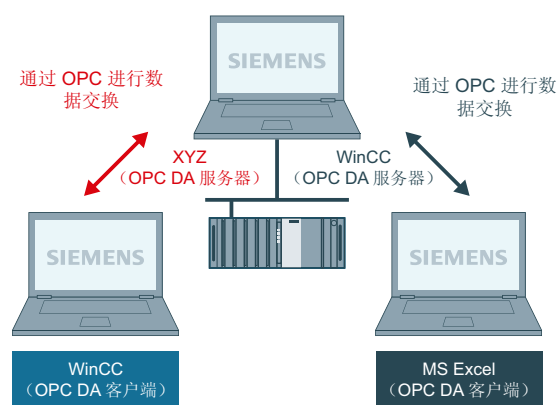 SIEMENS
通过 OPC 进行数
据交换
通过 OPC 进行数
据交换
XYZ
（OPC DA 服务器）
WinCC
（OPC DA 服务器）
SIEMENS
SIEMENS
WinCC
（OPC DA 客户端）
MS Excel
（OPC DA 客户端）